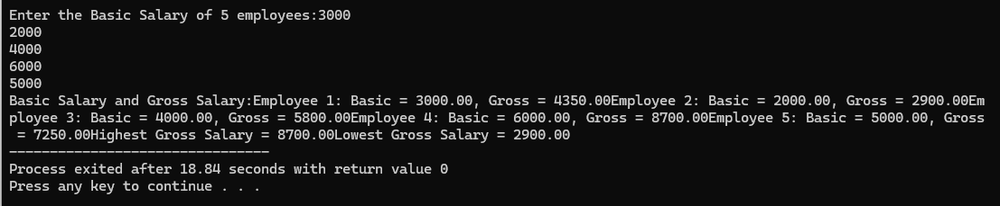 Enter the Basic Salary of 5 employees:3000
2000
4000
6000
5000
Basic Salary and Gross Salary:Employee 1: Basic = 3000.00, Gross = 4350.00Employee 2: Basic = 2000.00, Gross = 2900.00Em
ployee 3: Basic = 4000.00, Gross = 5800.00Employee 4: Basic = 6000.00, Gross = 8700.00Employee 5: Basic = 5000.00, Gross
 = 7250.00Highest Gross Salary = 8700.00Lowest Gross Salary = 2900.00
--------------------------------
Process exited after 18.84 seconds with return value 0
Press any key to continue . . .